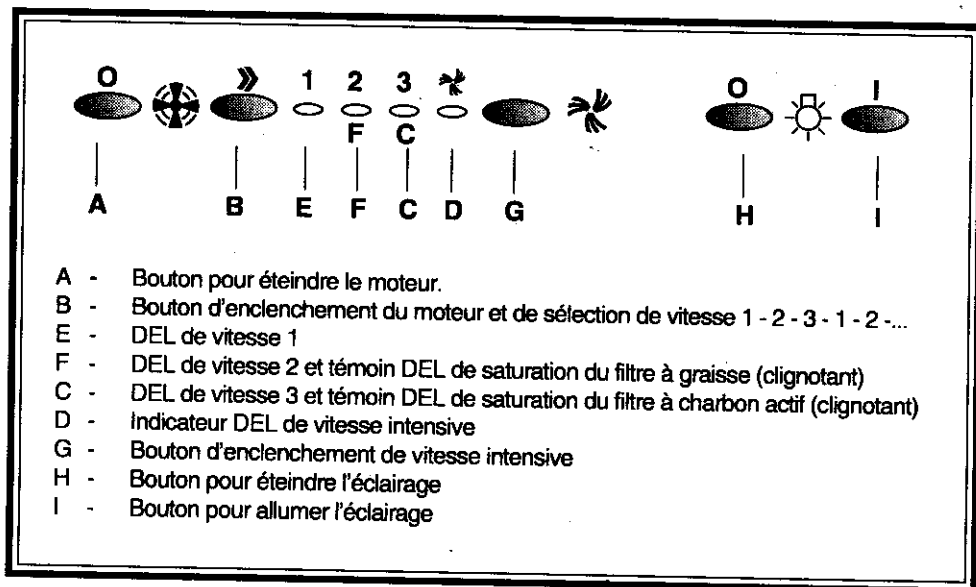 O 1 2 3 O I
F C
A B E F C D G H I
A - Bouton pour éteindre le moteur.
B - Bouton d'enclenchement du moteur et de sélection de vitesse 1 - 2 - 3 - 1 - 2 -...
E - DEL de vitesse 1
F - DEL de vitesse 2 et témoin DEL de saturation du filtre à graisse (clignotant)
C - DEL de vitesse 3 et témoin DEL de saturation du filtre à charbon actif (clignotant)
D - Indicateur DEL de vitesse intensive
G - Bouton d'enclenchement de vitesse intensive
H - Bouton pour éteindre l'éclairage
I - Bouton pour allumer l'éclairage